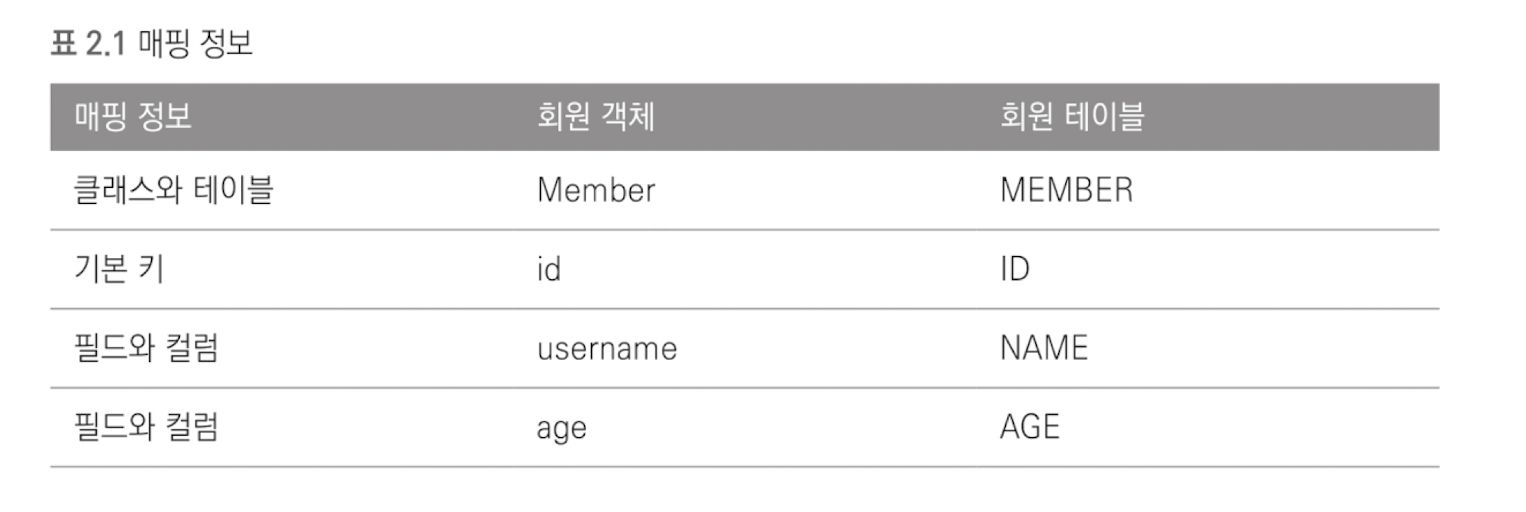 표 2.1 매핑 정보
매핑 정보 회원 객체 회원 테이블
클래스와 테이블 Member MEMBER
기본 키 id ID
필드와 컬럼 username NAME
필드와 컬럼 age AGE